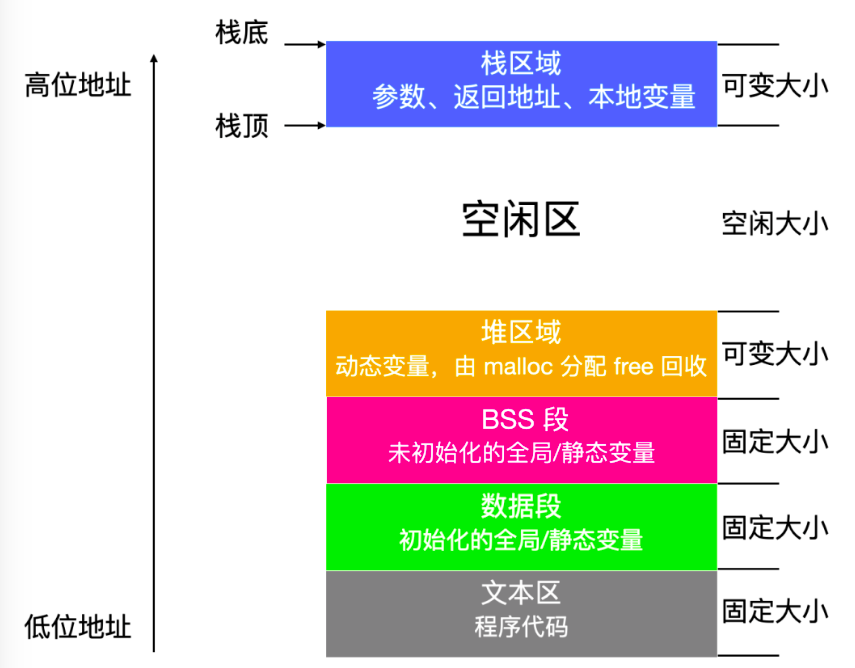 栈底
栈区域
高位地址
参数、返回地址、本地变量
可变大小
栈顶
空闲区
空闲大小
堆区域
动态变量，由 malloc 分配 free 回收
可变大小
BSS 段
未初始化的全局/静态变量
固定大小
数据段
初始化的全局/静态变量
固定大小
文本区
程序代码
固定大小
低位地址